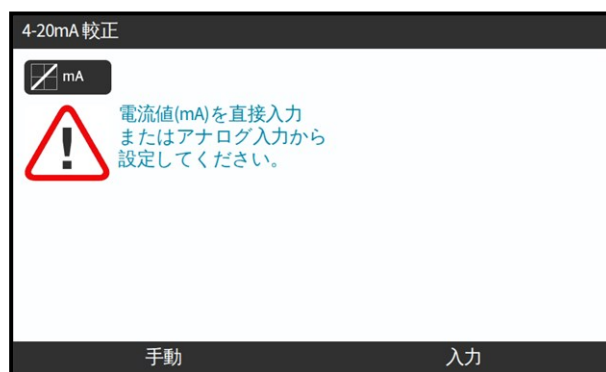 4-20mA 較正
mA
電流値(mA)を直接入力
またはアナログ入力から
設定してください。
手動
入力